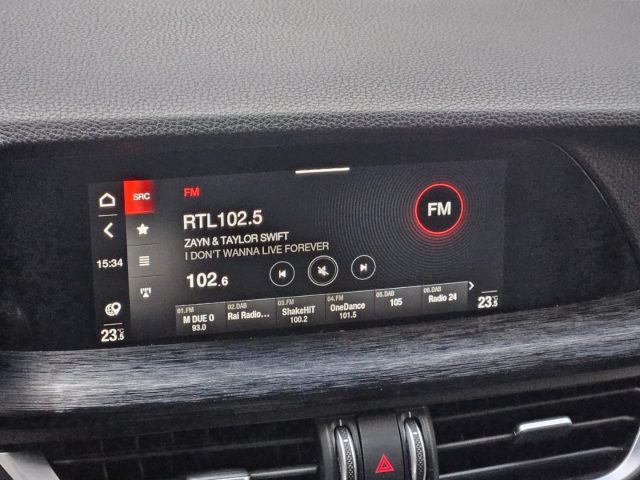 SRC
FM
RTL102.5
ZAYN & TAYLOR SWIFT
I DON'T WANNA LIVE FOREVER
FM
15:34
102.6
01.FM
M DUE O
93.0
02.DAB
Rai Radio...
03.FM
ShakeHIT
100.2
04.FM
OneDance
101.5
05.DAB
105
06.DAB
Radio 24
23.5°C
23.5°C